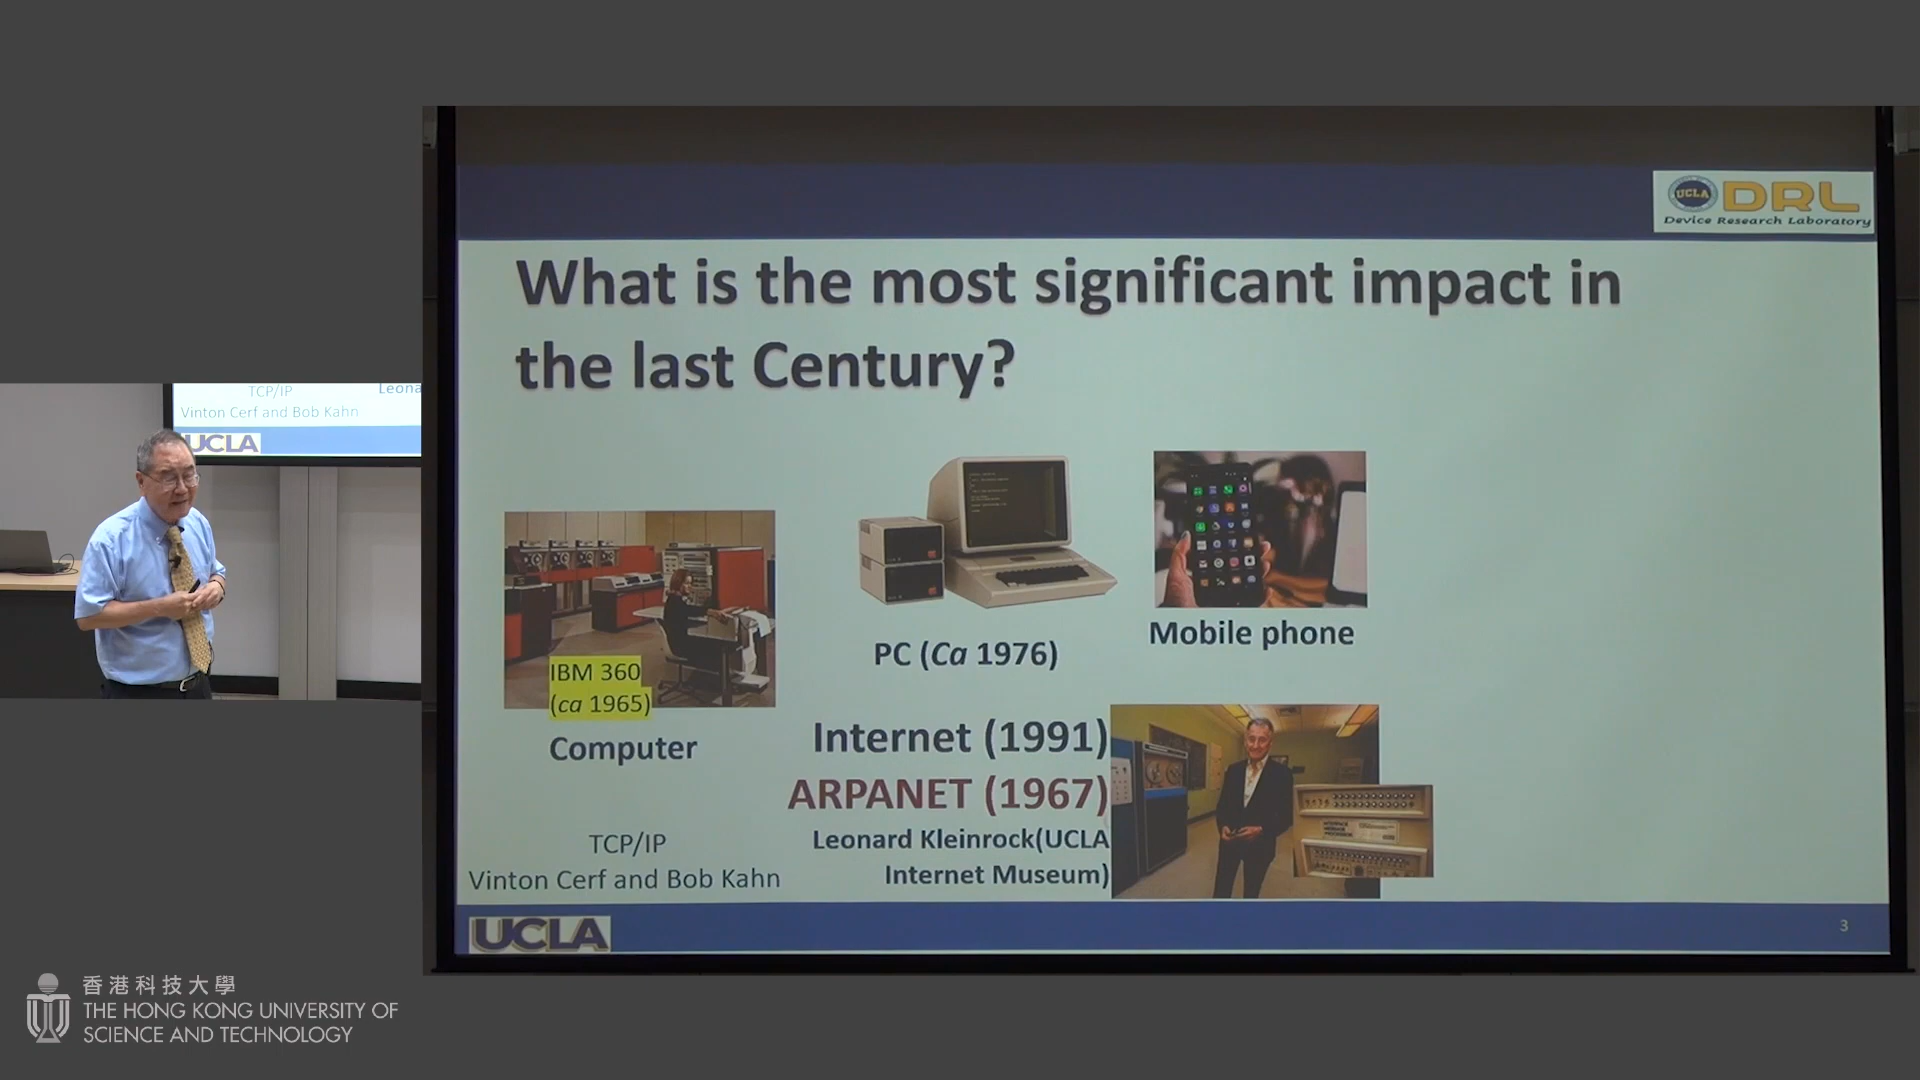 UCLA DRL
Device Research Laboratory
What is the most significant impact in
the last Century?
IBM 360
(ca 1965)
Computer
PC (Ca 1976)
Mobile phone
Internet (1991)
ARPANET (1967)
Leonard Kleinrock(UCLA
Internet Museum)
TCP/IP
Vinton Cerf and Bob Kahn
UCLA
3
TCP/IP
Leona
Vinton Cerf and Bob Kahn
UCLA
香港科技大學
THE HONG KONG UNIVERSITY OF
SCIENCE AND TECHNOLOGY